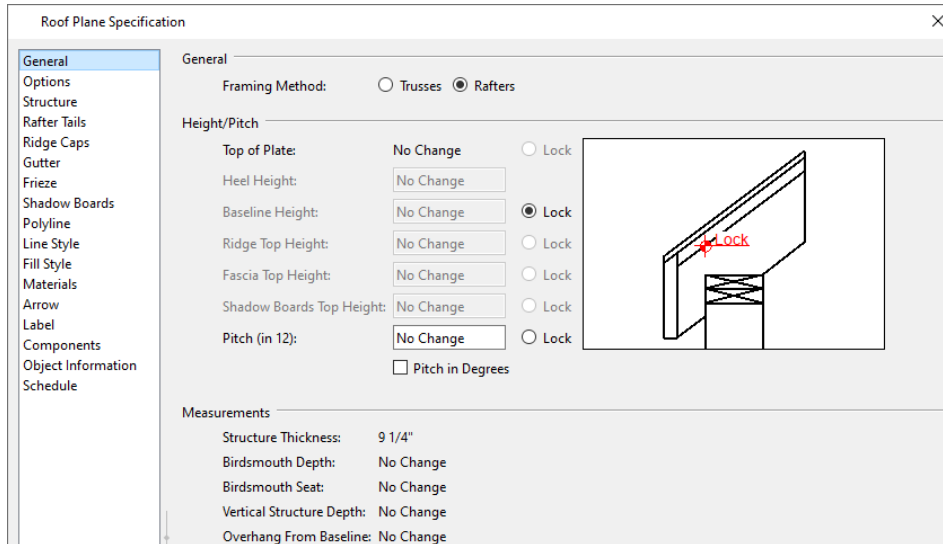 Roof Plane Specification
General
Options
Structure
Rafter Tails
Ridge Caps
Gutter
Frieze
Shadow Boards
Polyline
Line Style
Fill Style
Materials
Arrow
Label
Components
Object Information
Schedule
General
Framing Method: Trusses Rafters
Height/Pitch
Top of Plate: No Change Lock
Heel Height: No Change
Baseline Height: No Change Lock
Ridge Top Height: No Change Lock
Fascia Top Height: No Change Lock
Shadow Boards Top Height: No Change Lock
Pitch (in 12): No Change Lock
Pitch in Degrees
Lock
Measurements
Structure Thickness: 9 1/4"
Birdsmouth Depth: No Change
Birdsmouth Seat: No Change
Vertical Structure Depth: No Change
Overhang From Baseline: No Change